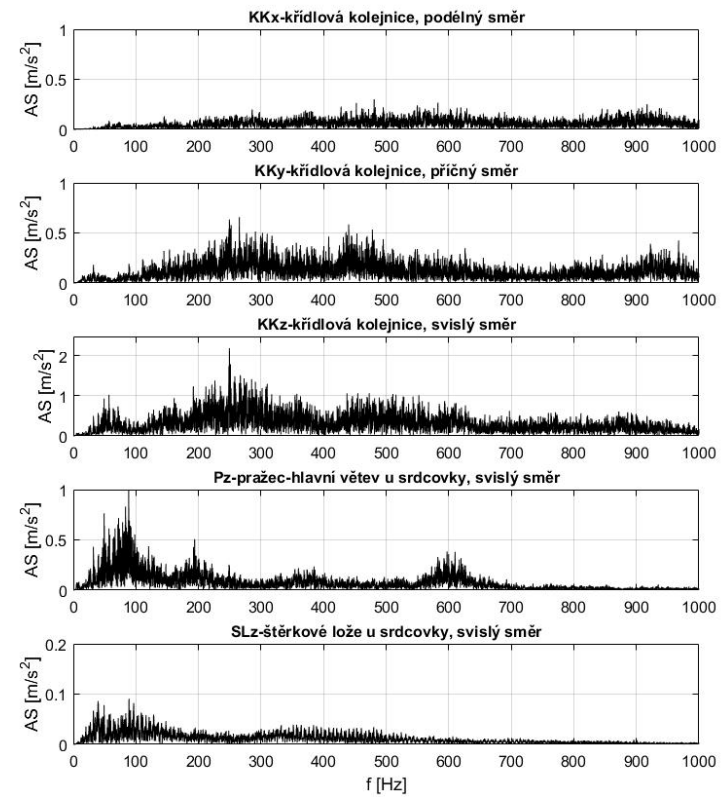 KKx-křídlová kolejnice, podélný směr
1
0.5
0
AS [m/s²]
0 100 200 300 400 500 600 700 800 900 1000
KKy-křídlová kolejnice, příčný směr
1
0.5
0
AS [m/s²]
0 100 200 300 400 500 600 700 800 900 1000
KKz-křídlová kolejnice, svislý směr
2
1
0
AS [m/s²]
0 100 200 300 400 500 600 700 800 900 1000
Pz-pražec-hlavní větev u srdcovky, svislý směr
1
0.5
0
AS [m/s²]
0 100 200 300 400 500 600 700 800 900 1000
SLz-štěrkové lože u srdcovky, svislý směr
0.2
0.1
0
AS [m/s²]
0 100 200 300 400 500 600 700 800 900 1000
f [Hz]